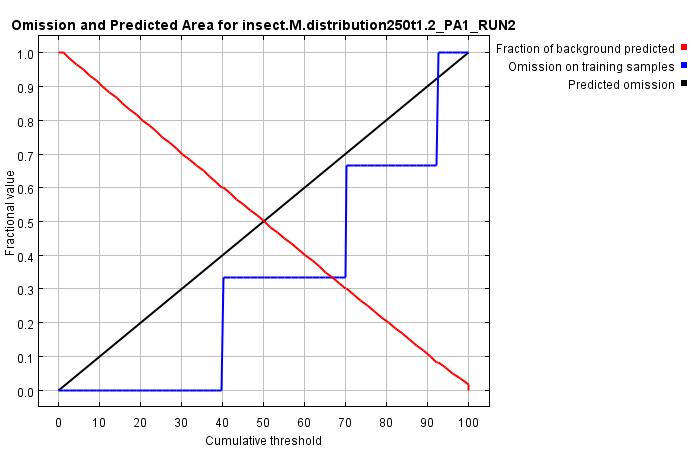 Omission and Predicted Area for insect.M.distribution250t1.2_PA1_RUN2
Fraction of background predicted
Omission on training samples
Predicted omission
1.0
0.9
0.8
0.7
0.6
0.5
0.4
0.3
0.2
0.1
0.0
Fractional value
0 10 20 30 40 50 60 70 80 90 100
Cumulative threshold